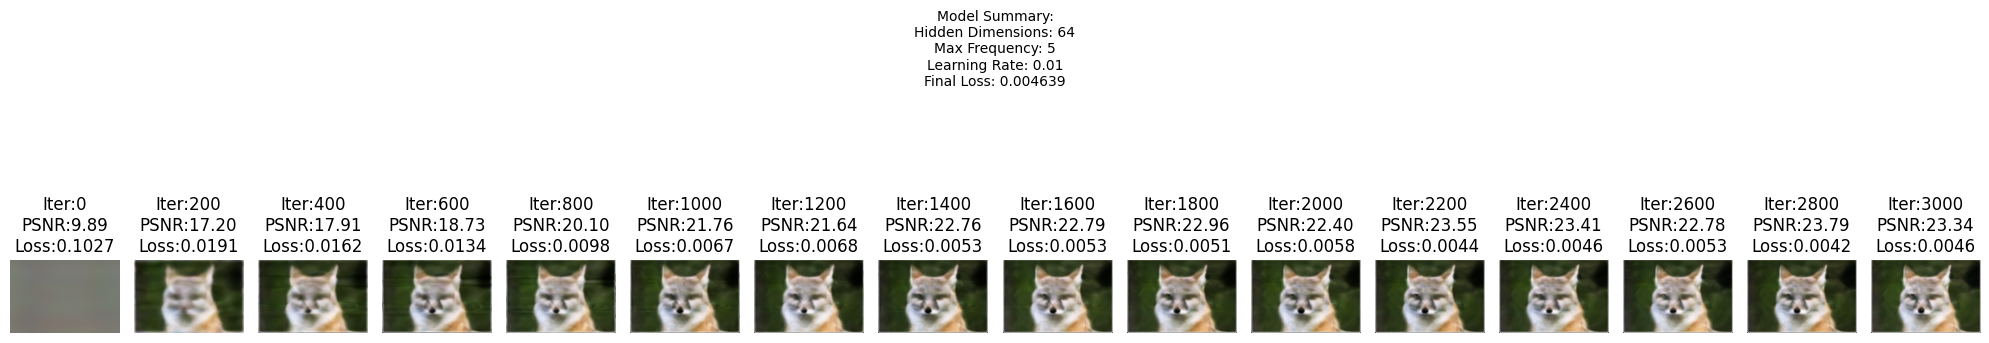 Model Summary:
Hidden Dimensions: 64
Max Frequency: 5
Learning Rate: 0.01
Final Loss: 0.004639
Iter:0
PSNR:9.89
Loss:0.1027
Iter:200
PSNR:17.20
Loss:0.0191
Iter:400
PSNR:17.91
Loss:0.0162
Iter:600
PSNR:18.73
Loss:0.0134
Iter:800
PSNR:20.10
Loss:0.0098
Iter:1000
PSNR:21.76
Loss:0.0067
Iter:1200
PSNR:21.64
Loss:0.0068
Iter:1400
PSNR:22.76
Loss:0.0053
Iter:1600
PSNR:22.79
Loss:0.0053
Iter:1800
PSNR:22.96
Loss:0.0051
Iter:2000
PSNR:22.40
Loss:0.0058
Iter:2200
PSNR:23.55
Loss:0.0044
Iter:2400
PSNR:23.41
Loss:0.0046
Iter:2600
PSNR:22.78
Loss:0.0053
Iter:2800
PSNR:23.79
Loss:0.0042
Iter:3000
PSNR:23.34
Loss:0.0046